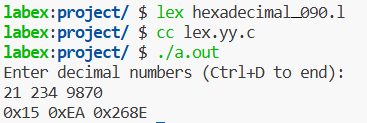 labex:project/ $ lex hexadecimal_090.l
labex:project/ $ cc lex.yy.c
labex:project/ $ ./a.out
Enter decimal numbers (Ctrl+D to end):
21 234 9870
0x15 0xEA 0x268E